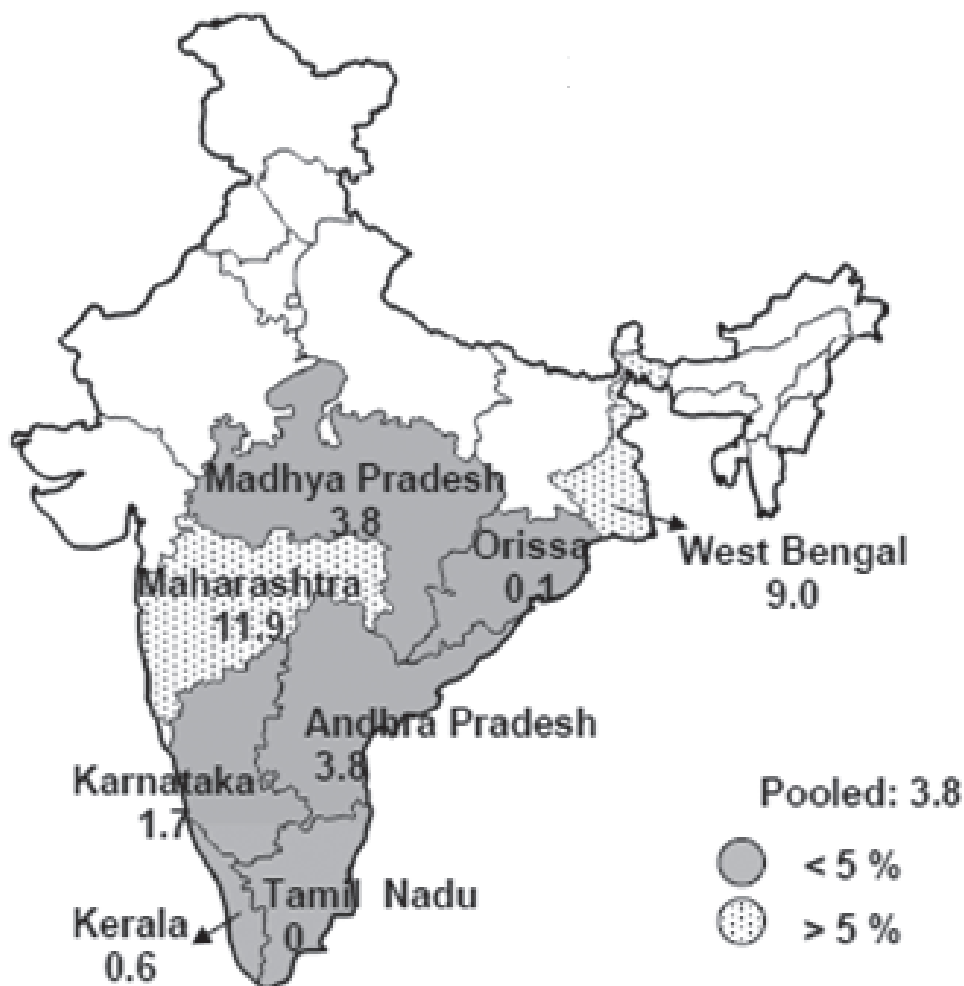 Madhya Pradesh
3.8
Orissa
0.1
West Bengal
9.0
Maharashtra
11.9
Andhra Pradesh
3.8
Karnataka
1.7
Pooled: 3.8
< 5 %
> 5 %
Tamil Nadu
0
Kerala
0.6